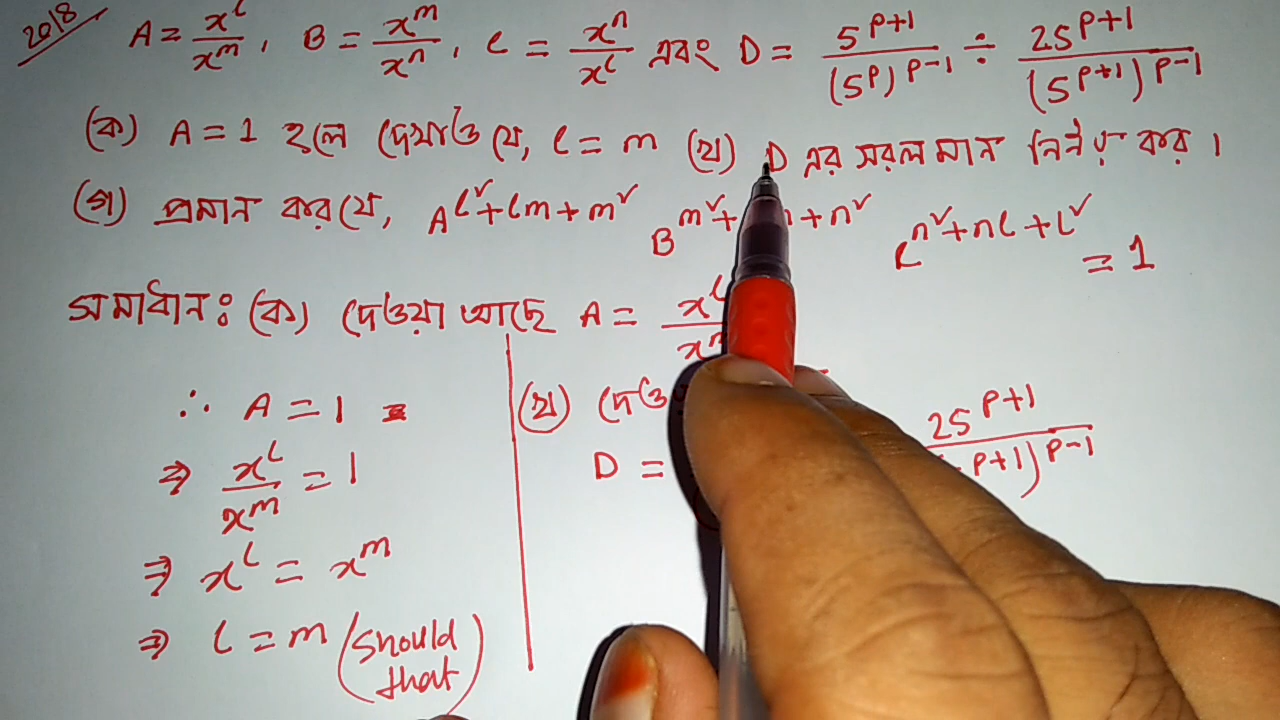 2018 A = x^l/x^m, B = x^m/x^n, C = x^n/x^l এবং D = 5^(p+1)/(5^p)^(p-1) ÷ 25^(p+1)/(5^(p+1))^(p-1)
(ক) A = 1 হলে দেখাও যে, l = m (খ) D এর সরল মান নির্ণয় কর।
(গ) প্রমান কর যে, A^(l²+lm+m²) B^(m²+ n+n²) C^(n²+nl+l²) = 1
সমাধান: (ক) দেওয়া আছে A = x^l/x^m
∴ A = 1
⇒ x^l/x^m = 1
⇒ x^l = x^m
⇒ l = m (should that)
(খ)
D = 25^(p+1)/( p+1)^(p-1)